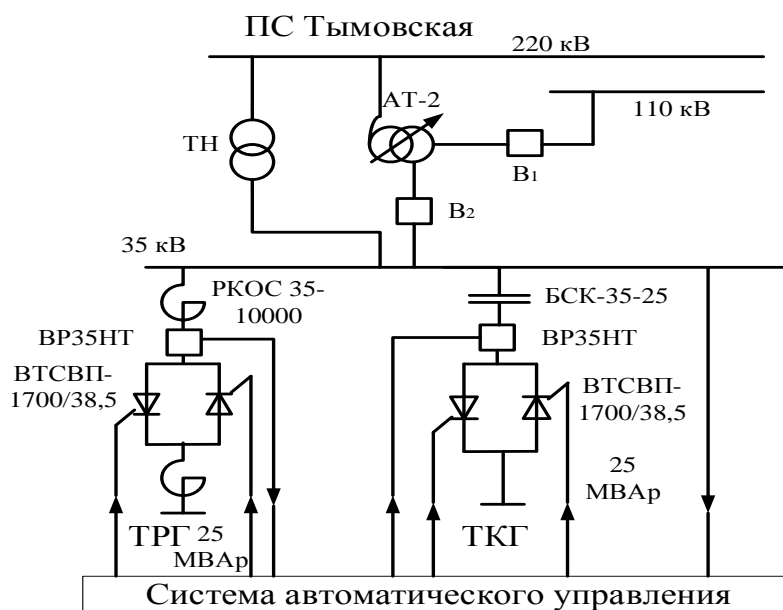 ПС Тымовская
220 кВ
АТ-2
110 кВ
ТН
В1
В2
35 кВ
РКОС 35-
10000
БСК-35-25
ВР35НТ
ВР35НТ
ВТСВП-
1700/38,5
ВТСВП-
1700/38,5
25
МВАр
ТРГ
25
МВАр
ТКГ
Система автоматического управления